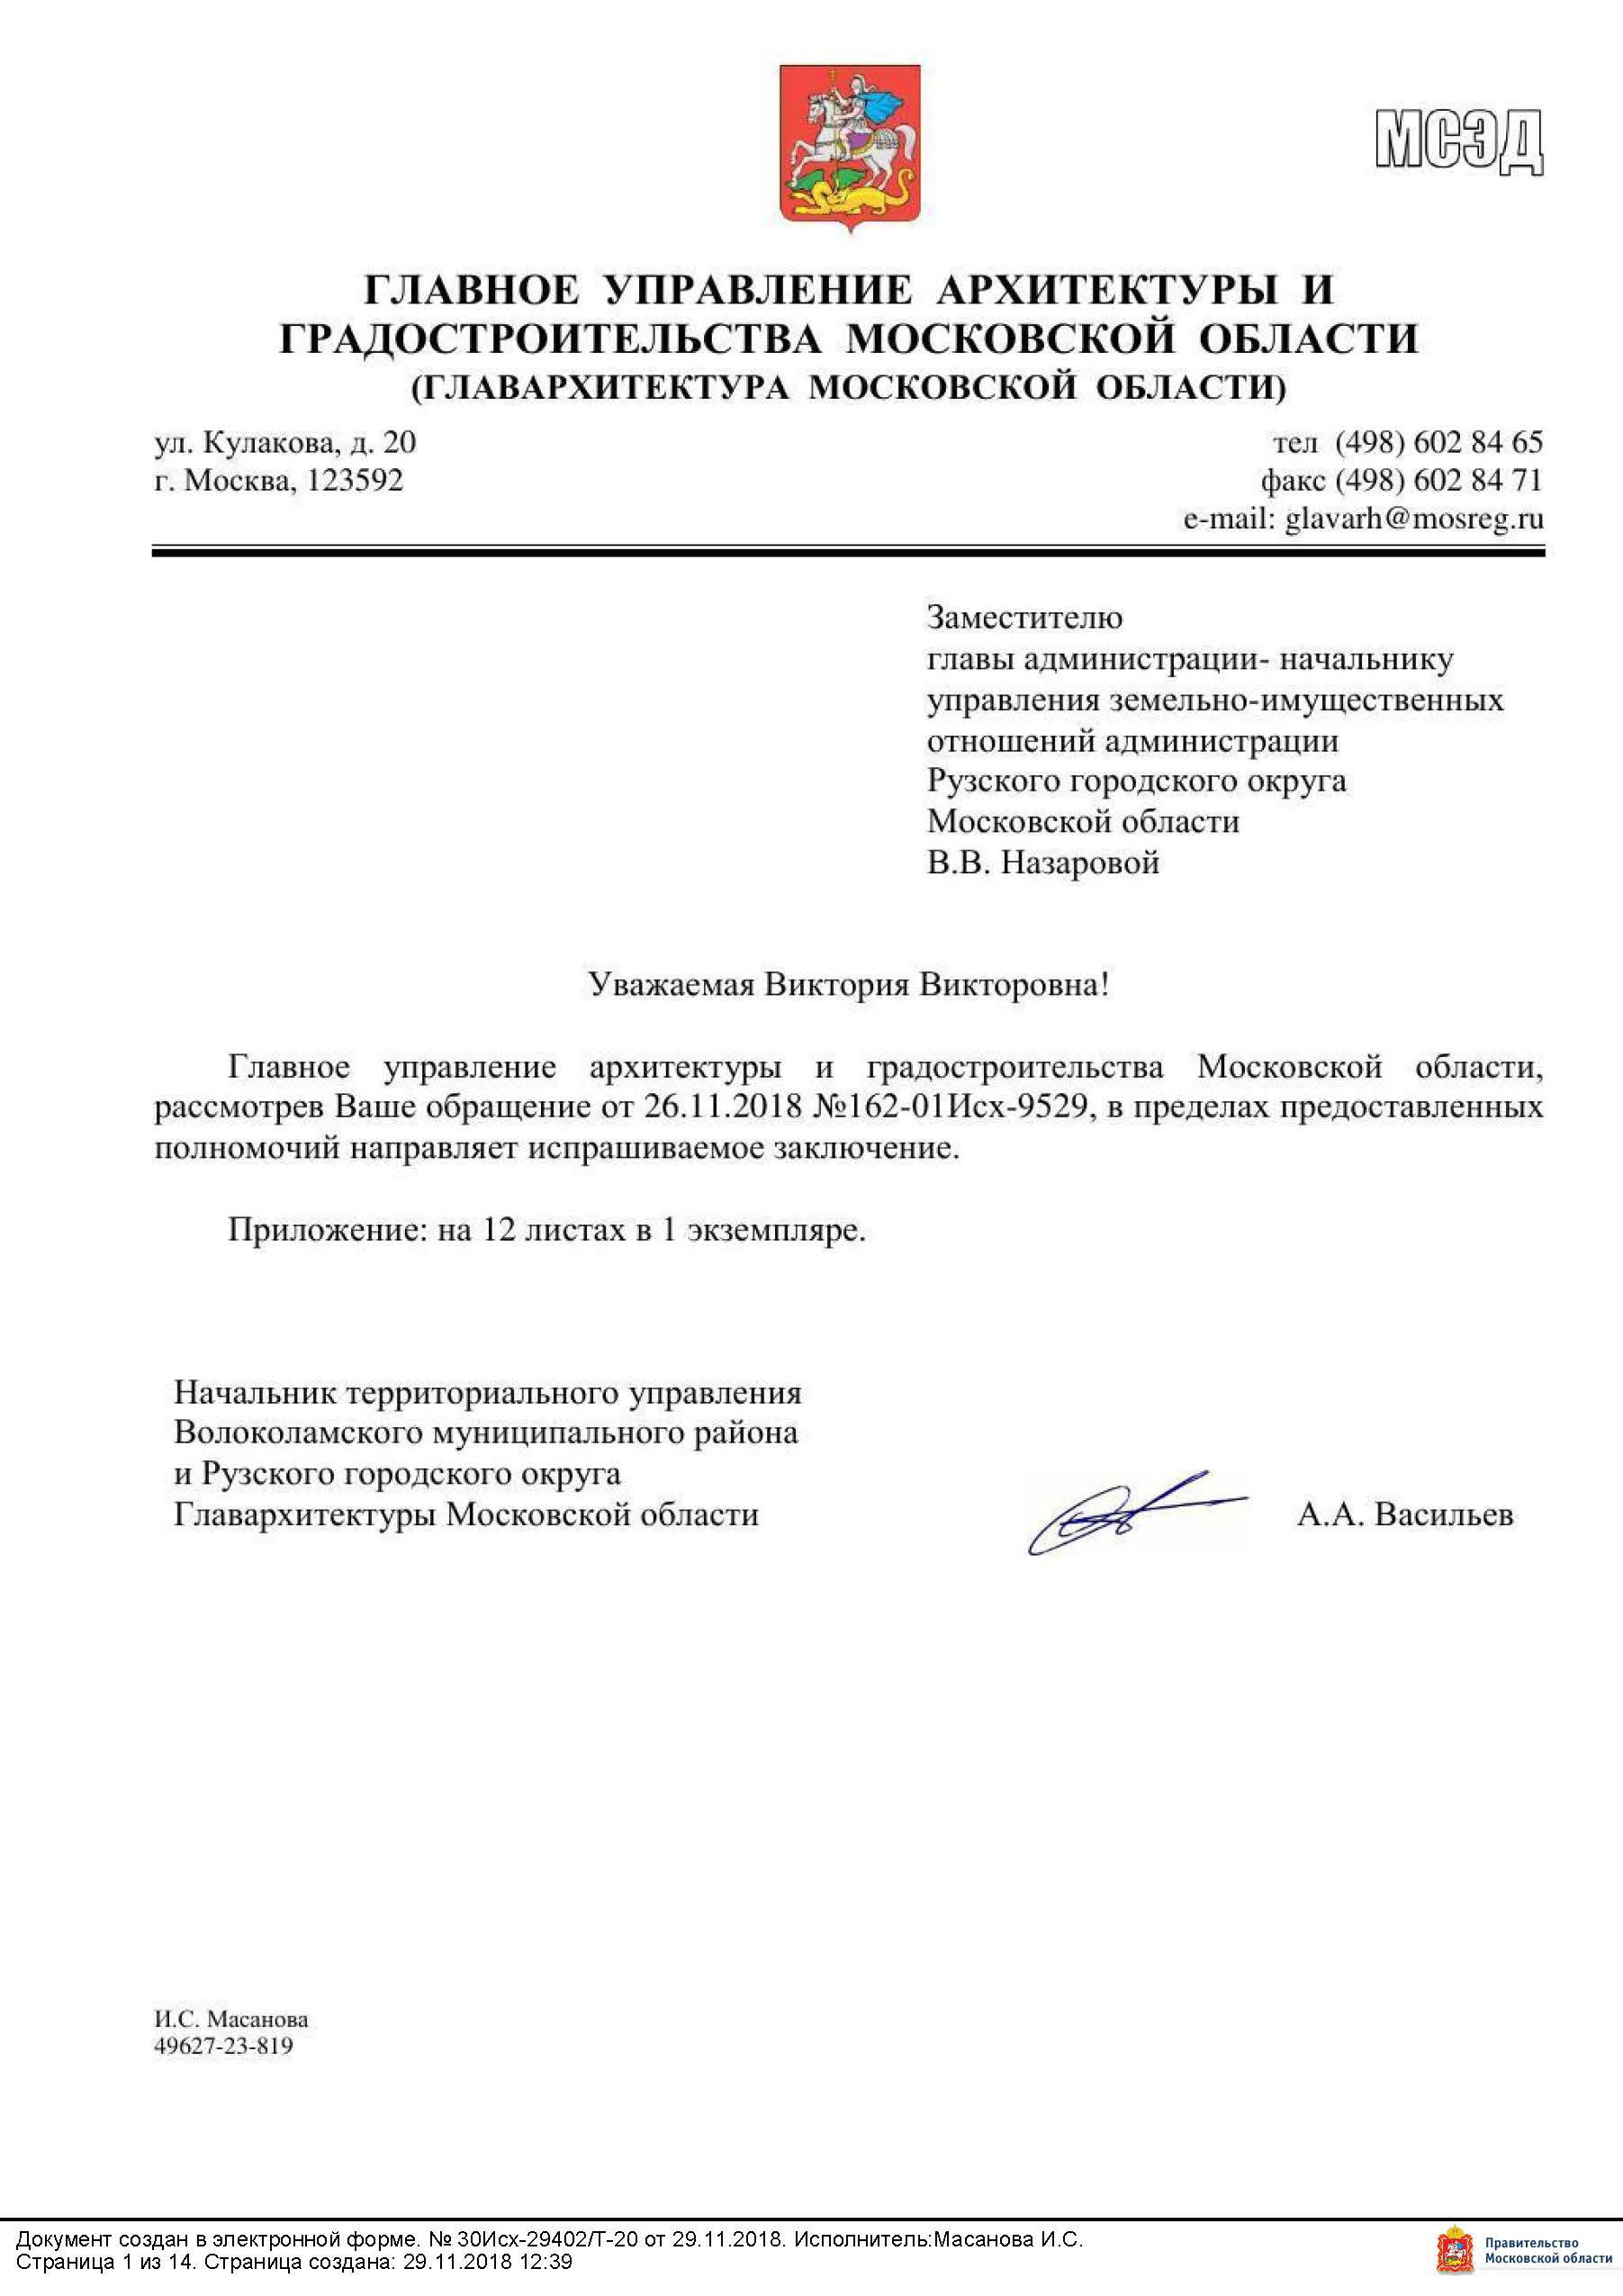 МСЭД
ГЛАВНОЕ УПРАВЛЕНИЕ АРХИТЕКТУРЫ И
ГРАДОСТРОИТЕЛЬСТВА МОСКОВСКОЙ ОБЛАСТИ
(ГЛАВАРХИТЕКТУРА МОСКОВСКОЙ ОБЛАСТИ)
ул. Кулакова, д. 20
г. Москва, 123592
тел (498) 602 84 65
факс (498) 602 84 71
e-mail: glavarh@mosreg.ru
Заместителю
главы администрации- начальнику
управления земельно-имущественных
отношений администрации
Рузского городского округа
Московской области
В.В. Назаровой
Уважаемая Виктория Викторовна!
Главное управление архитектуры и градостроительства Московской области,
рассмотрев Ваше обращение от 26.11.2018 №162-01Исх-9529, в пределах предоставленных
полномочий направляет испрашиваемое заключение.
Приложение: на 12 листах в 1 экземпляре.
Начальник территориального управления
Волоколамского муниципального района
и Рузского городского округа
Главархитектуры Московской области
А.А. Васильев
И.С. Масанова
49627-23-819
Документ создан в электронной форме. № 30Исх-29402/Т-20 от 29.11.2018. Исполнитель:Масанова И.С.
Страница 1 из 14. Страница создана: 29.11.2018 12:39
Правительство
Московской области